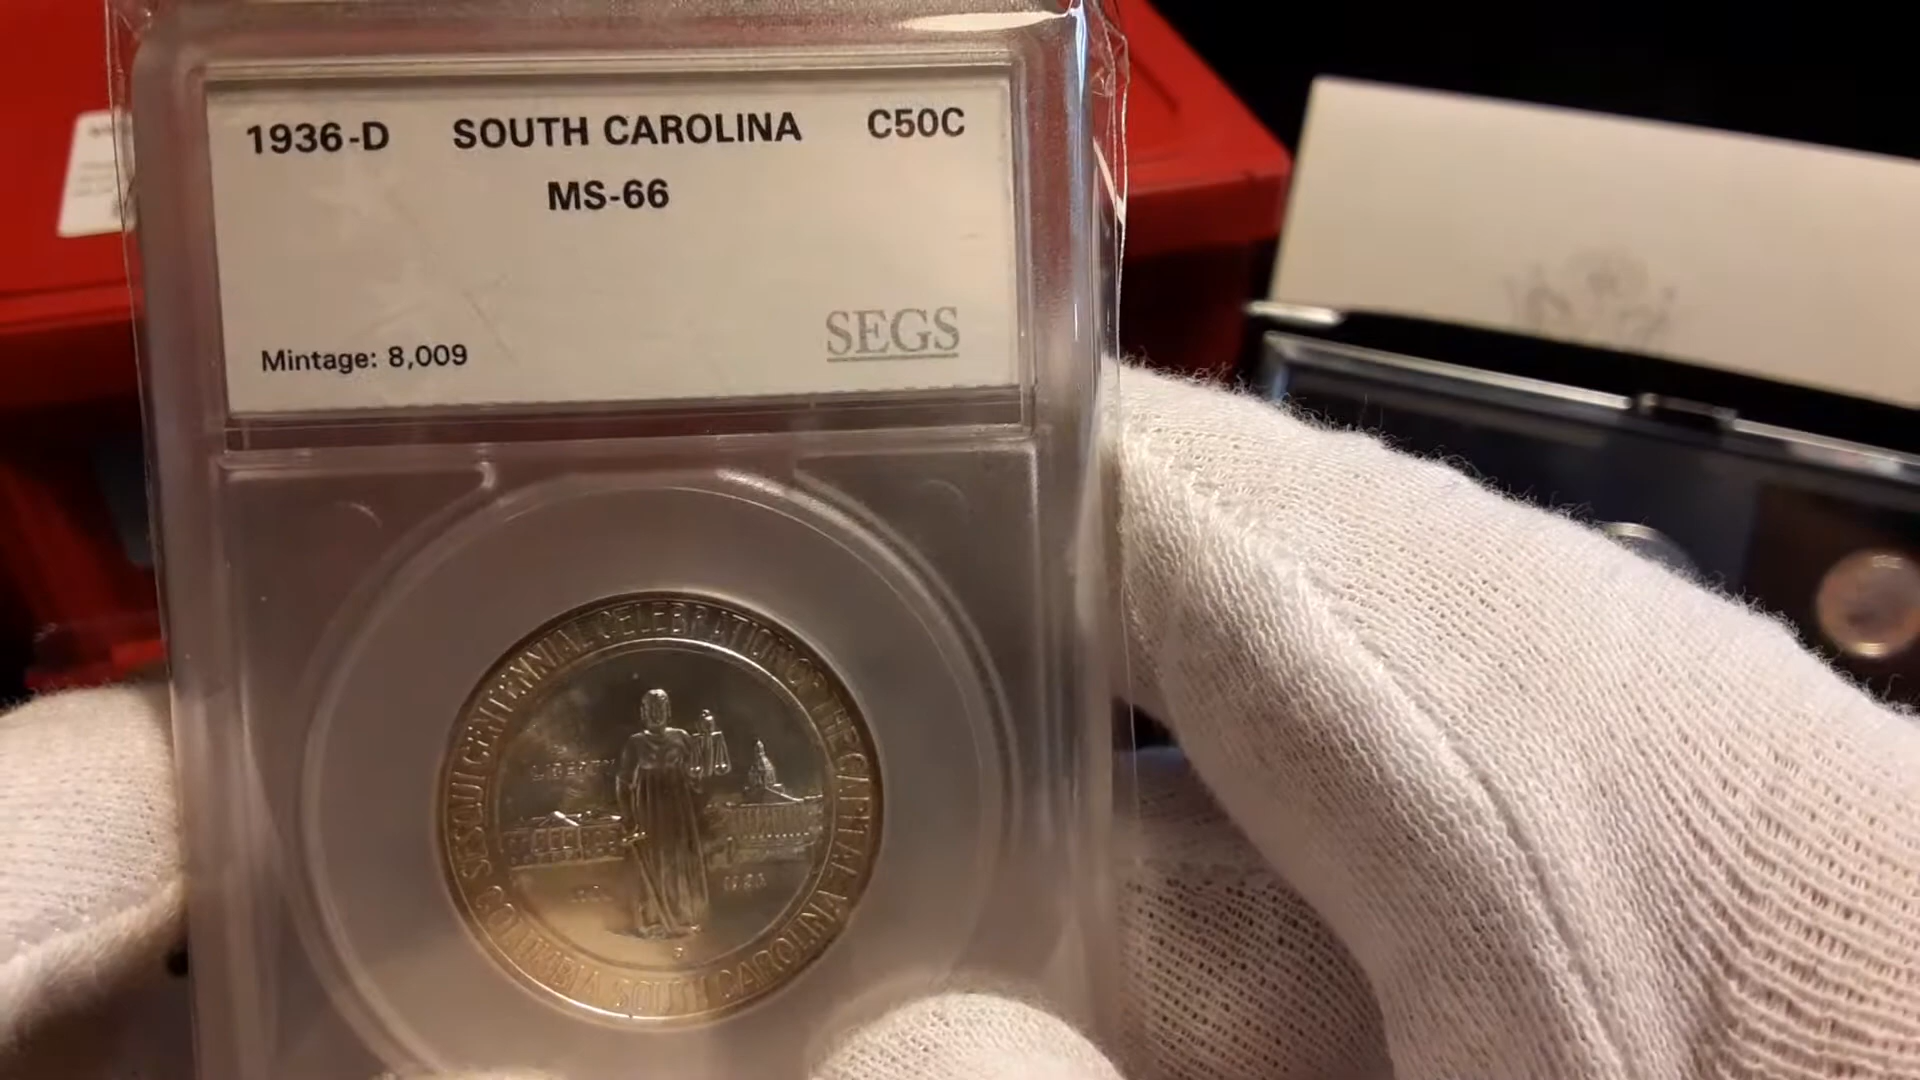 1936-D SOUTH CAROLINA C50C
MS-66
Mintage: 8,009 SEGS
SESQUICENTENNIAL CELEBRATION OF THE CAPITAL
LIBERTY
COLUMBIA SOUTH CAROLINA